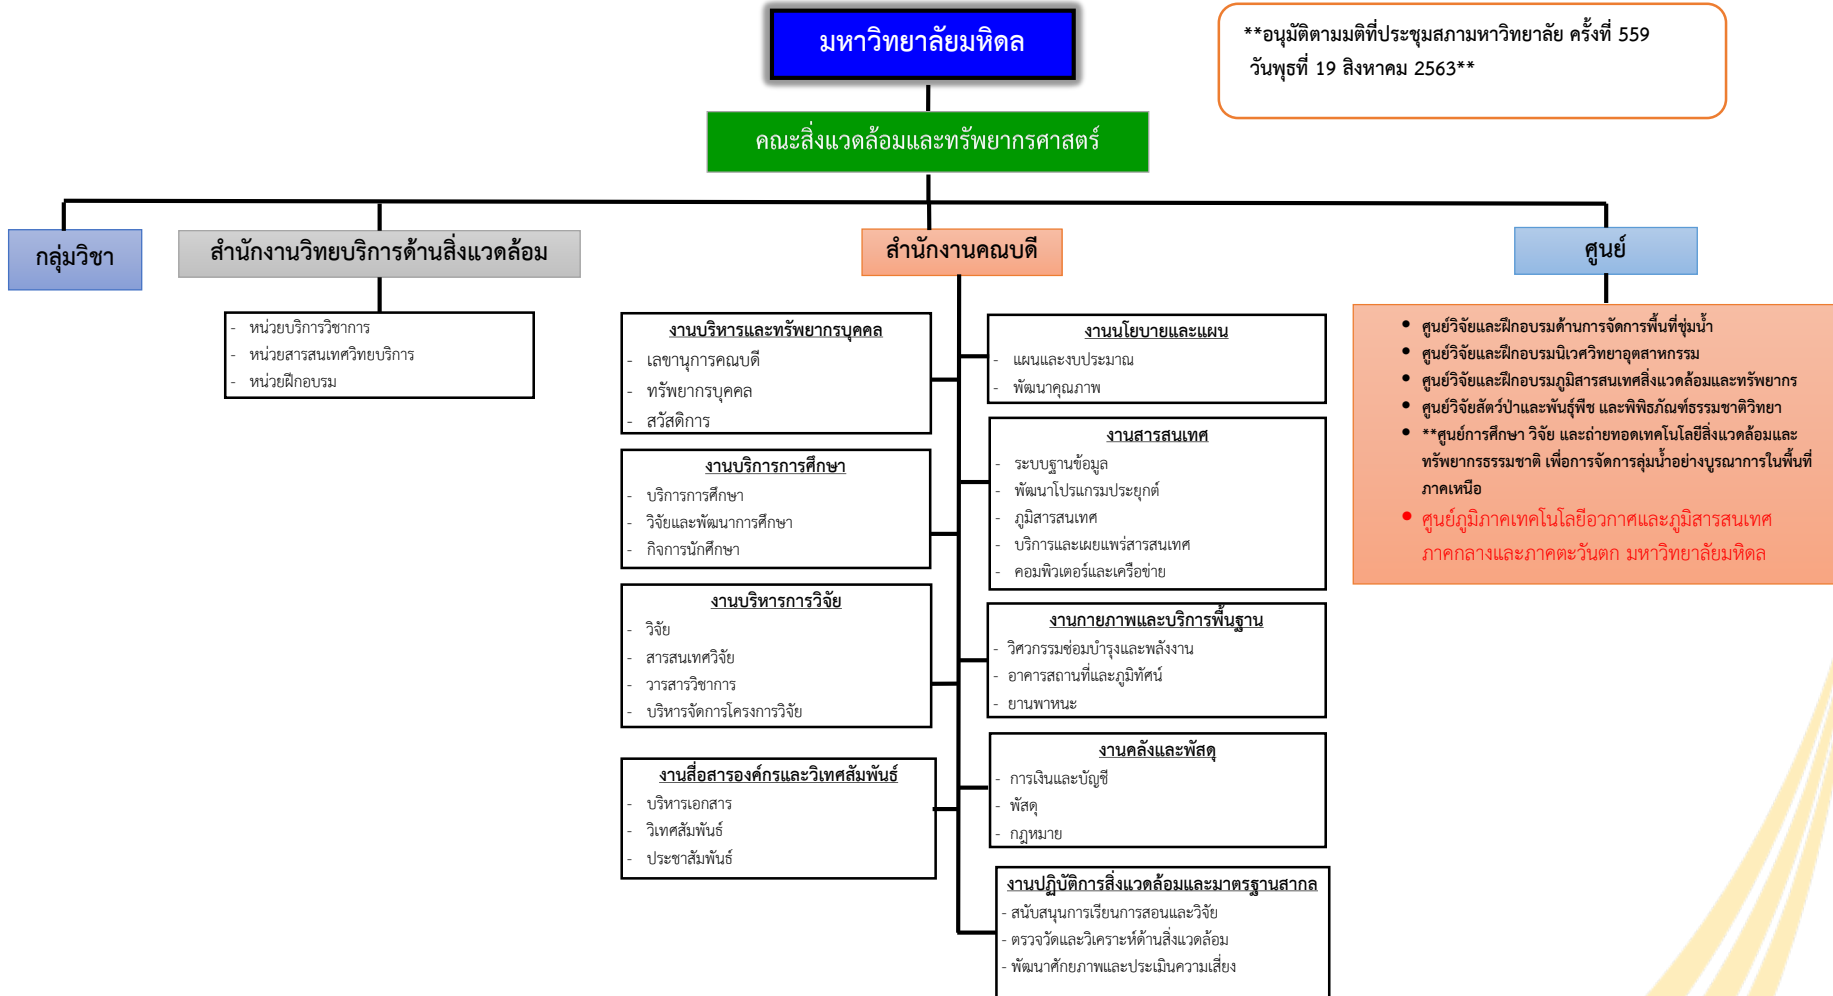 มหาวิทยาลัยมหิดล
**อนุมัติตามมติที่ประชุมสภามหาวิทยาลัย ครั้งที่ 559
วันพุธที่ 19 สิงหาคม 2563**
คณะสิ่งแวดล้อมและทรัพยากรศาสตร์
กลุ่มวิชา
สำนักงานวิทยบริการด้านสิ่งแวดล้อม
สำนักงานคณบดี
ศูนย์
- หน่วยบริการวิชาการ
- หน่วยสารสนเทศวิทยบริการ
- หน่วยฝึกอบรม
งานบริหารและทรัพยากรบุคคล
- เลขานุการคณบดี
- ทรัพยากรบุคคล
- สวัสดิการ
งานบริการการศึกษา
- บริการการศึกษา
- วิจัยและพัฒนาการศึกษา
- กิจการนักศึกษา
งานบริหารการวิจัย
- วิจัย
- สารสนเทศวิจัย
- วารสารวิชาการ
- บริหารจัดการโครงการวิจัย
งานสื่อสารองค์กรและวิเทศสัมพันธ์
- บริหารเอกสาร
- วิเทศสัมพันธ์
- ประชาสัมพันธ์
งานนโยบายและแผน
- แผนและงบประมาณ
- พัฒนาคุณภาพ
งานสารสนเทศ
- ระบบฐานข้อมูล
- พัฒนาโปรแกรมประยุกต์
- ภูมิสารสนเทศ
- บริการและเผยแพร่สารสนเทศ
- คอมพิวเตอร์และเครือข่าย
งานกายภาพและบริการพื้นฐาน
- วิศวกรรมซ่อมบำรุงและพลังงาน
- อาคารสถานที่และภูมิทัศน์
- ยานพาหนะ
งานคลังและพัสดุ
- การเงินและบัญชี
- พัสดุ
- กฎหมาย
งานปฏิบัติการสิ่งแวดล้อมและมาตรฐานสากล
- สนับสนุนการเรียนการสอนและวิจัย
- ตรวจวัดและวิเคราะห์ด้านสิ่งแวดล้อม
- พัฒนาศักยภาพและประเมินความเสี่ยง
• ศูนย์วิจัยและฝึกอบรมด้านการจัดการพื้นที่ชุ่มน้ำ
• ศูนย์วิจัยและฝึกอบรมนิเวศวิทยาอุตสาหกรรม
• ศูนย์วิจัยและฝึกอบรมภูมิสารสนเทศสิ่งแวดล้อมและทรัพยากร
• ศูนย์วิจัยสัตว์ป่าและพันธุ์พืช และพิพิธภัณฑ์ธรรมชาติวิทยา
• **ศูนย์การศึกษา วิจัย และถ่ายทอดเทคโนโลยีสิ่งแวดล้อมและ
ทรัพยากรธรรมชาติ เพื่อการจัดการลุ่มน้ำอย่างบูรณาการในพื้นที่
ภาคเหนือ
• ศูนย์ภูมิภาคเทคโนโลยีอวกาศและภูมิสารสนเทศ
ภาคกลางและภาคตะวันตก มหาวิทยาลัยมหิดล